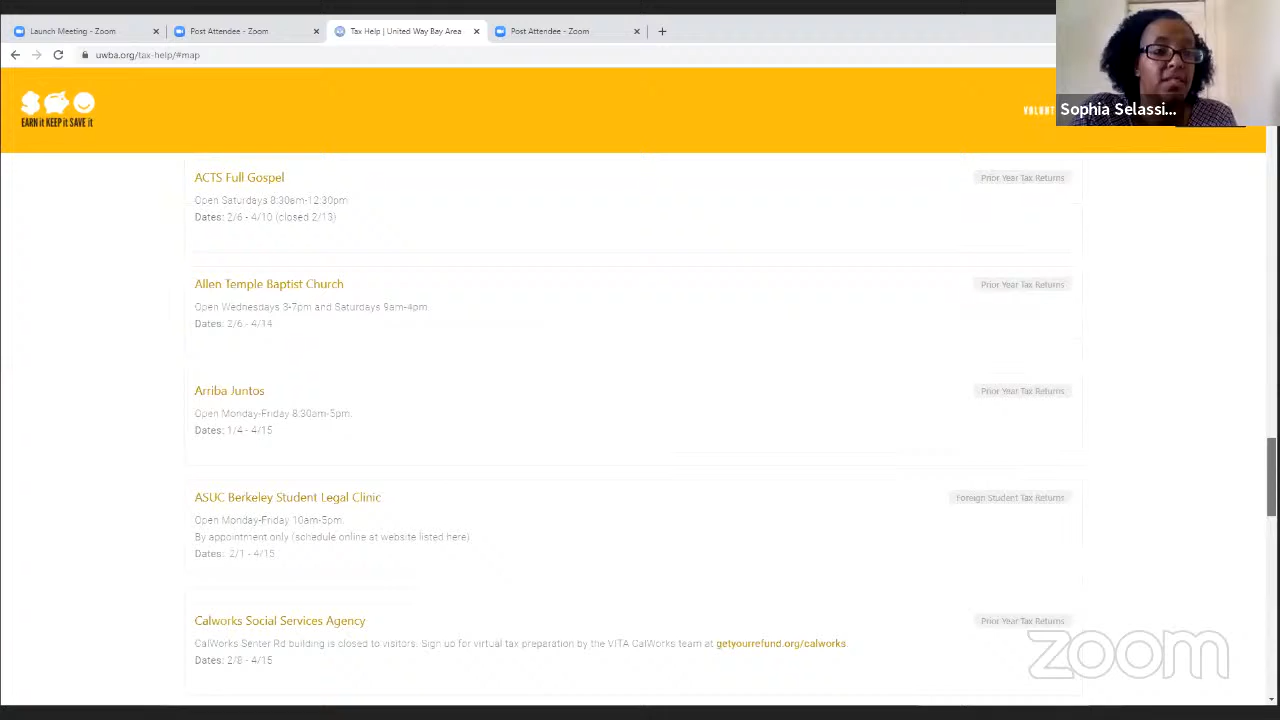 Launch Meeting - Zoom
Post Attendee - Zoom
Tax Help | United Way Bay Area
Post Attendee - Zoom
uwba.org/tax-help/#map
EARN it KEEP it SAVE it
VOLUNT
Sophia Selassi...
ACTS Full Gospel
Prior Year Tax Returns
Open Saturdays 8:30am-12:30pm
Dates: 2/6 - 4/10 (closed 2/13)
Allen Temple Baptist Church
Prior Year Tax Returns
Open Wednesdays 3-7pm and Saturdays 9am-4pm
Dates: 2/6 - 4/14
Arriba Juntos
Prior Year Tax Returns
Open Monday-Friday 8:30am-5pm.
Dates: 1/4 - 4/15
ASUC Berkeley Student Legal Clinic
Foreign Student Tax Returns
Open Monday-Friday 10am-5pm.
By appointment only (schedule online at website listed here)
Dates: 2/1 - 4/15
Calworks Social Services Agency
Prior Year Tax Returns
CalWorks Senter Rd building is closed to visitors. Sign up for virtual tax preparation by the VITA CalWorks team at getyourrefund.org/calworks.
Dates: 2/8 - 4/15
zoom